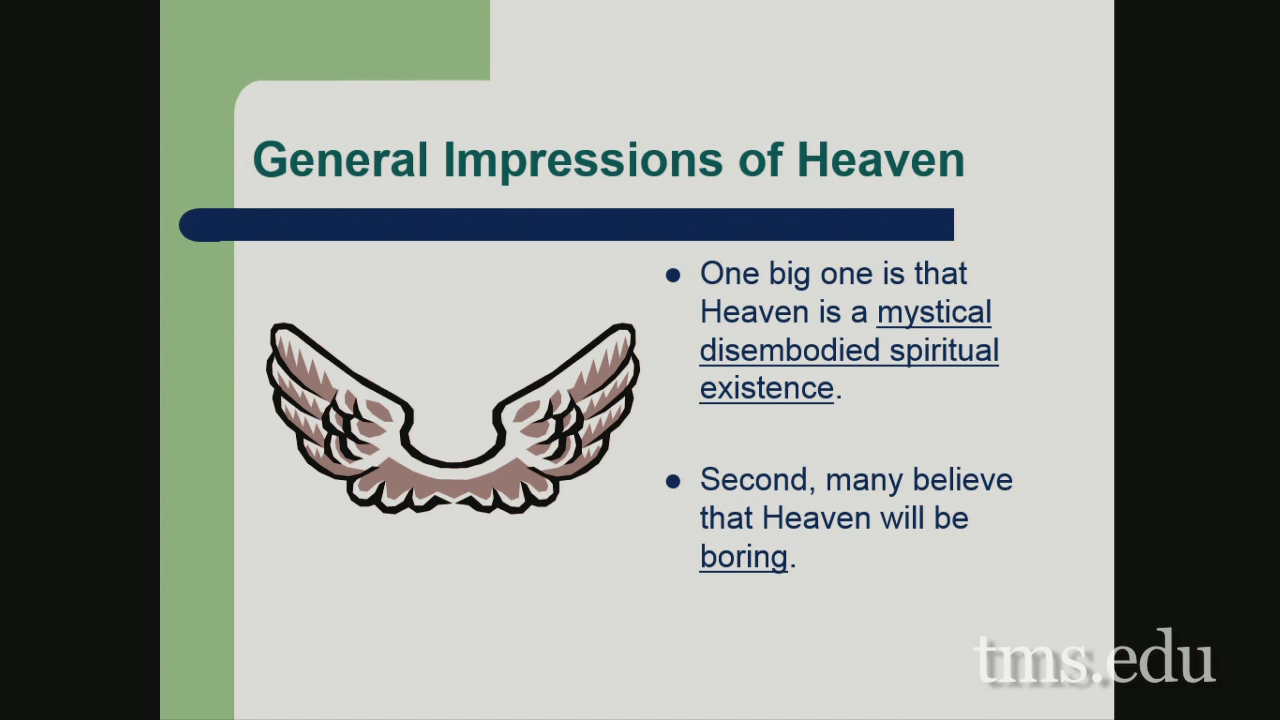 General Impressions of Heaven
● One big one is that
Heaven is a mystical
disembodied spiritual
existence.
● Second, many believe
that Heaven will be
boring.
tms.edu